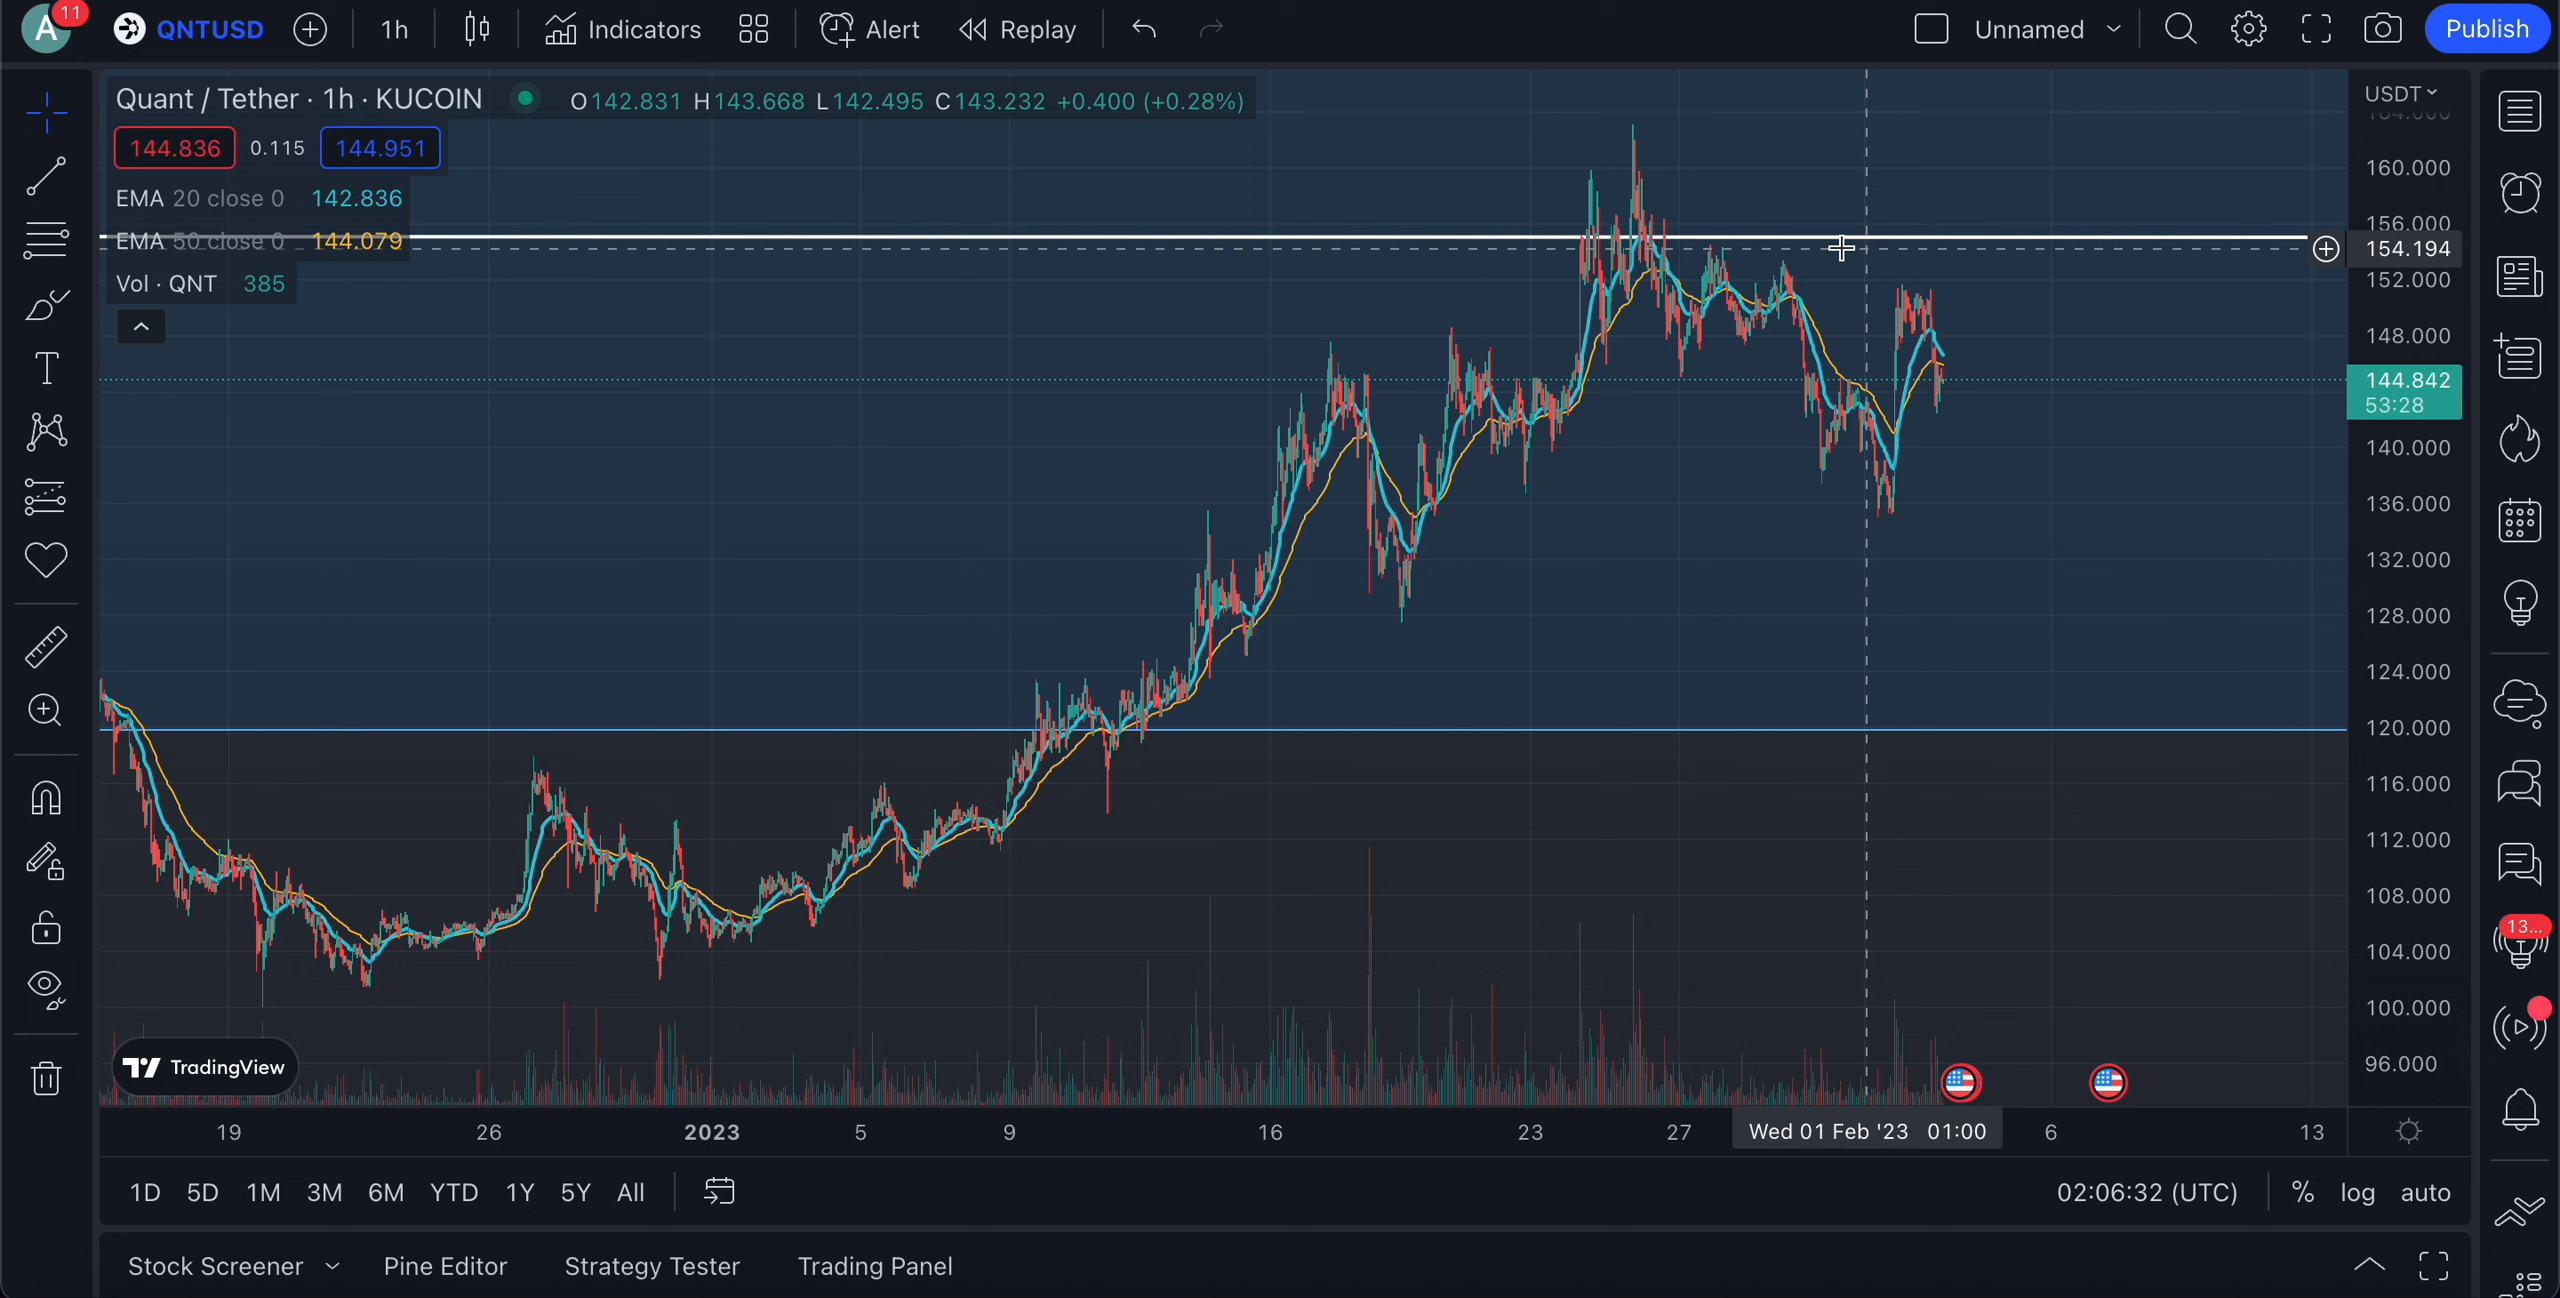 A
11
QNTUSD
1h
Indicators
Alert
Replay
Unnamed
Publish
Quant / Tether · 1h · KUCOIN
O142.831 H143.668 L142.495 C143.232 +0.400 (+0.28%)
144.836
0.115
144.951
EMA 20 close 0 142.836
EMA 50 close 0 144.079
Vol · QNT 385
USDT
164.000
160.000
156.000
154.194
152.000
148.000
144.842
53:28
140.000
136.000
132.000
128.000
124.000
120.000
116.000
112.000
108.000
104.000
100.000
96.000
13...
TradingView
19
26
2023
5
9
16
23
27
Wed 01 Feb '23 01:00
6
13
1D 5D 1M 3M 6M YTD 1Y 5Y All
02:06:32 (UTC)
%
log
auto
Stock Screener
Pine Editor
Strategy Tester
Trading Panel